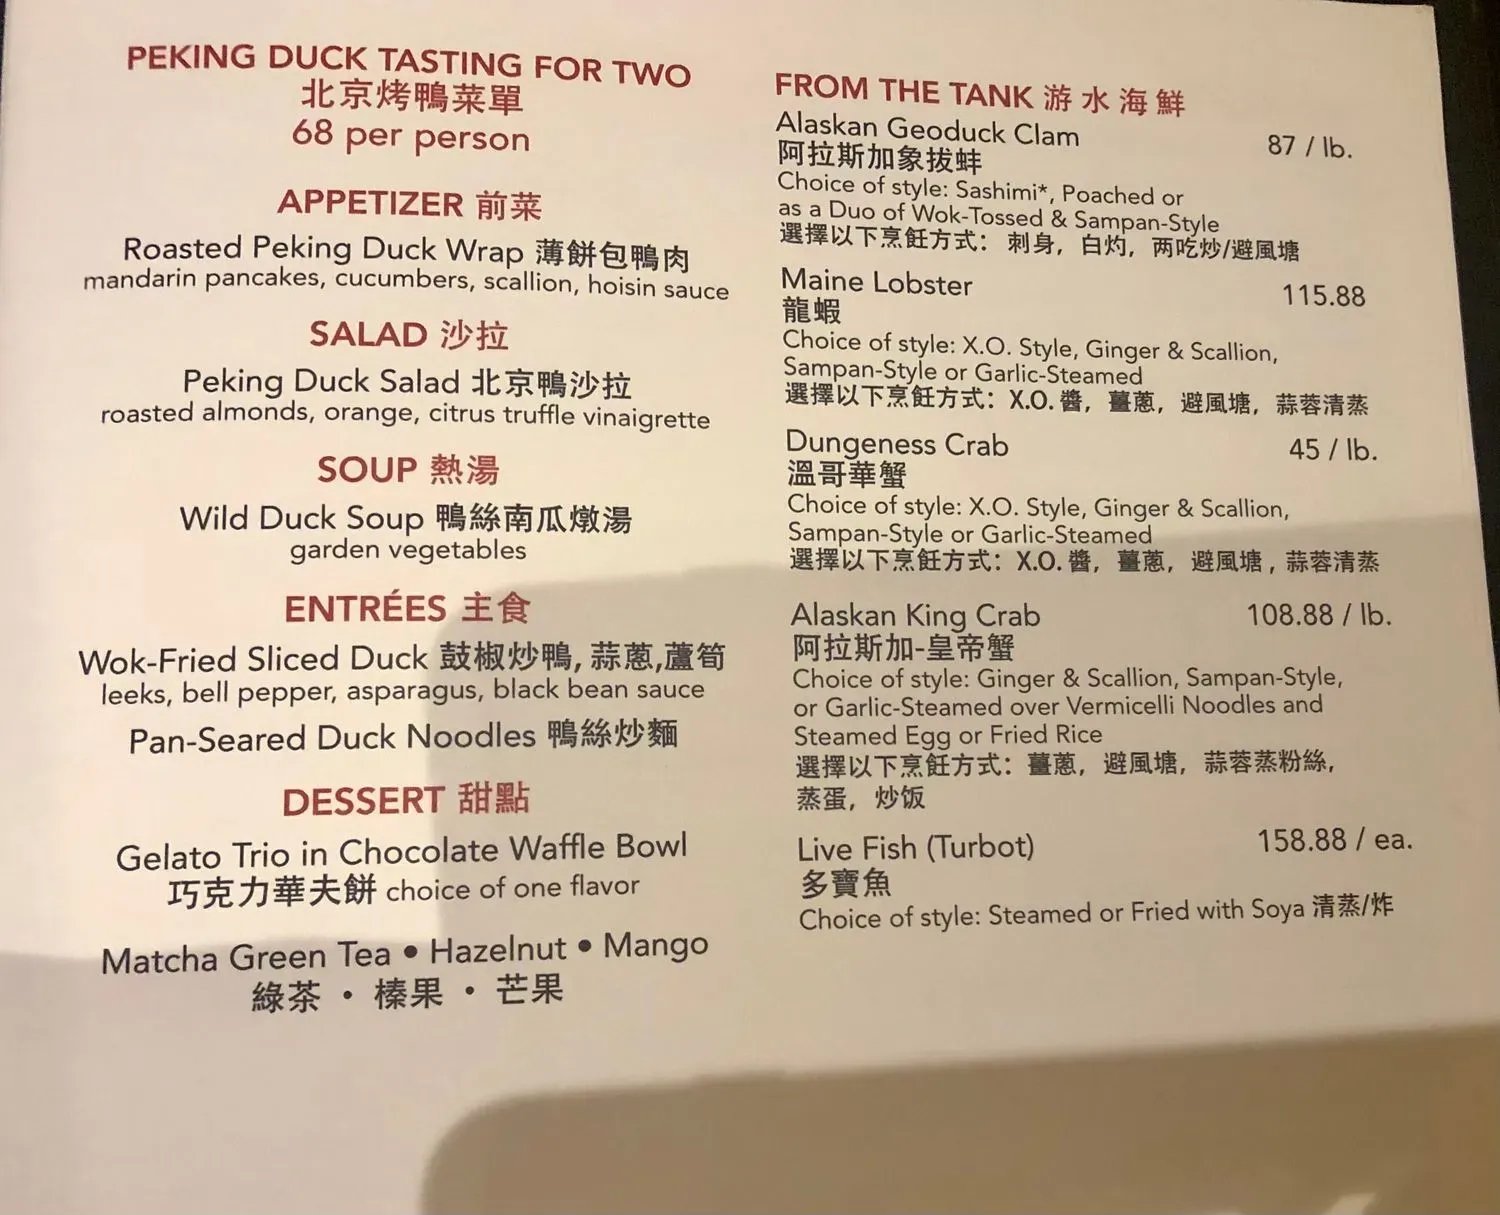 PEKING DUCK TASTING FOR TWO
北京烤鴨菜單
68 per person
APPETIZER 前菜
Roasted Peking Duck Wrap 薄餅包鴨肉
mandarin pancakes, cucumbers, scallion, hoisin sauce
SALAD 沙拉
Peking Duck Salad 北京鴨沙拉
roasted almonds, orange, citrus truffle vinaigrette
SOUP 熱湯
Wild Duck Soup 鴨絲南瓜燉湯
garden vegetables
ENTRÉES 主食
Wok-Fried Sliced Duck 鼓椒炒鴨, 蒜蔥,蘆筍
leeks, bell pepper, asparagus, black bean sauce
Pan-Seared Duck Noodles 鴨絲炒麵
DESSERT 甜點
Gelato Trio in Chocolate Waffle Bowl
巧克力華夫餅 choice of one flavor
Matcha Green Tea • Hazelnut • Mango
綠茶 • 榛果 • 芒果
FROM THE TANK 游水海鮮
Alaskan Geoduck Clam 87 / lb.
阿拉斯加象拔蚌
Choice of style: Sashimi*, Poached or
as a Duo of Wok-Tossed & Sampan-Style
選擇以下烹飪方式： 刺身，白灼，两吃炒/避風塘
Maine Lobster 115.88
龍蝦
Choice of style: X.O. Style, Ginger & Scallion,
Sampan-Style or Garlic-Steamed
選擇以下烹飪方式：X.O. 醬，薑蔥，避風塘，蒜蓉清蒸
Dungeness Crab 45 / lb.
溫哥華蟹
Choice of style: X.O. Style, Ginger & Scallion,
Sampan-Style or Garlic-Steamed
選擇以下烹飪方式：X.O. 醬，薑蔥，避風塘 , 蒜蓉清蒸
Alaskan King Crab 108.88 / lb.
阿拉斯加-皇帝蟹
Choice of style: Ginger & Scallion, Sampan-Style,
or Garlic-Steamed over Vermicelli Noodles and
Steamed Egg or Fried Rice
選擇以下烹飪方式：薑蔥，避風塘，蒜蓉蒸粉絲，
蒸蛋，炒饭
Live Fish (Turbot) 158.88 / ea.
多寶魚
Choice of style: Steamed or Fried with Soya 清蒸/炸